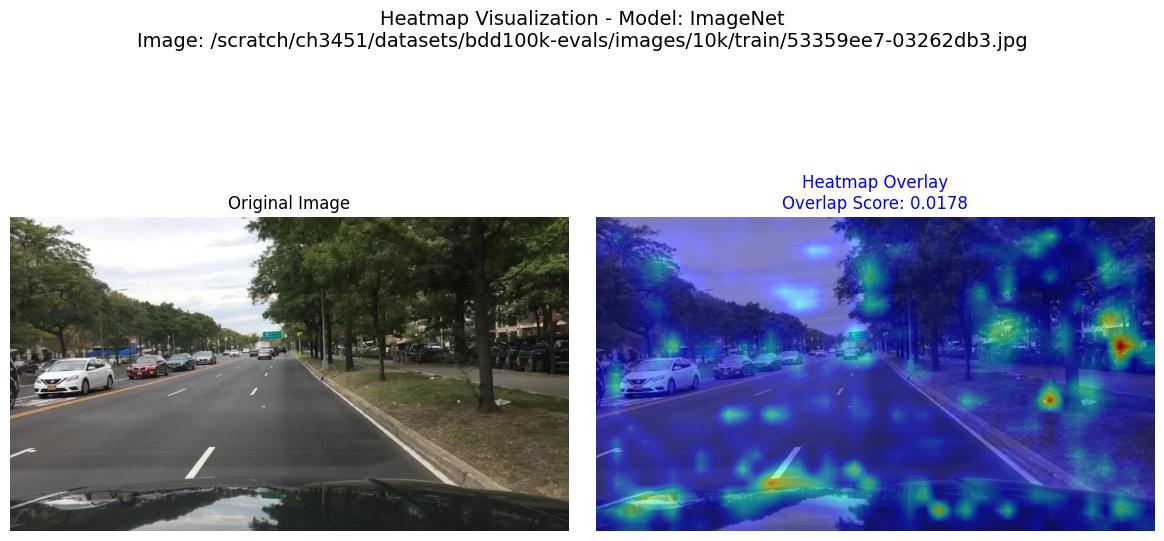 Heatmap Visualization - Model: ImageNet
Image: /scratch/ch3451/datasets/bdd100k-evals/images/10k/train/53359ee7-03262db3.jpg
Original Image
Heatmap Overlay
Overlap Score: 0.0178